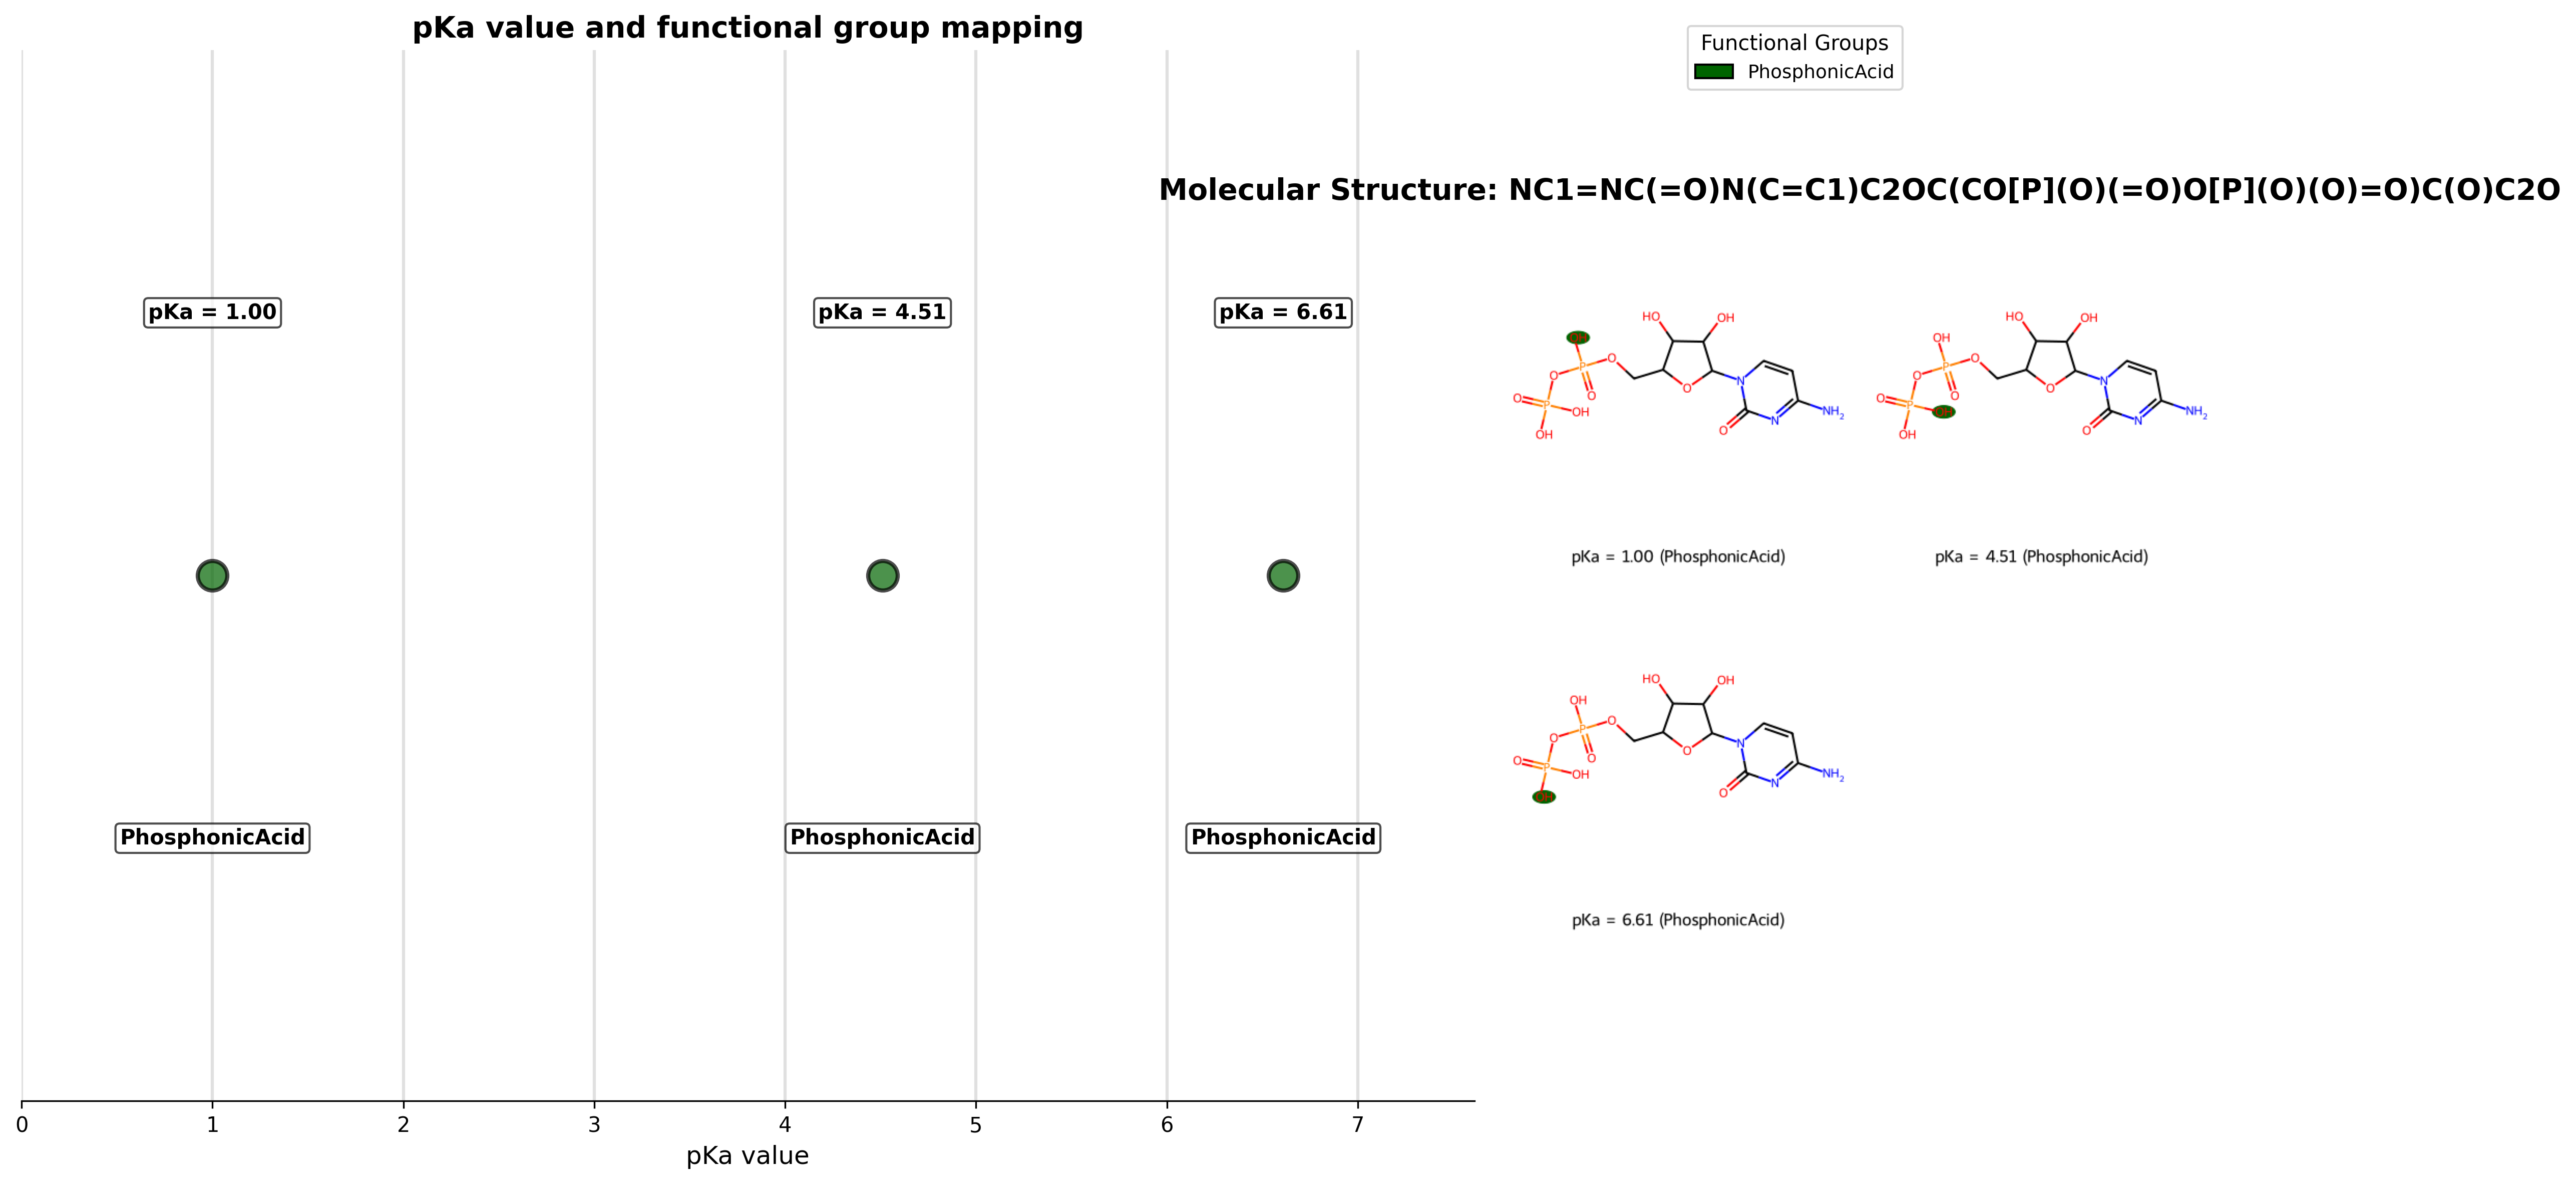 pKa value and functional group mapping
pKa = 1.00
pKa = 4.51
pKa = 6.61
PhosphonicAcid
PhosphonicAcid
PhosphonicAcid
0
1
2
3
4
5
6
7
pKa value
Functional Groups
PhosphonicAcid
Molecular Structure: NC1=NC(=O)N(C=C1)C2OC(CO[P](O)(=O)O[P](O)(O)=O)C(O)C2O
HO
OH
P
O
O
O
O
P
OH
OH
O
N
N
O
NH2
pKa = 1.00 (PhosphonicAcid)
HO
OH
OH
P
O
O
O
O
P
OH
O
N
N
O
NH2
pKa = 4.51 (PhosphonicAcid)
HO
OH
OH
P
O
O
O
O
P
OH
O
N
N
O
NH2
pKa = 6.61 (PhosphonicAcid)